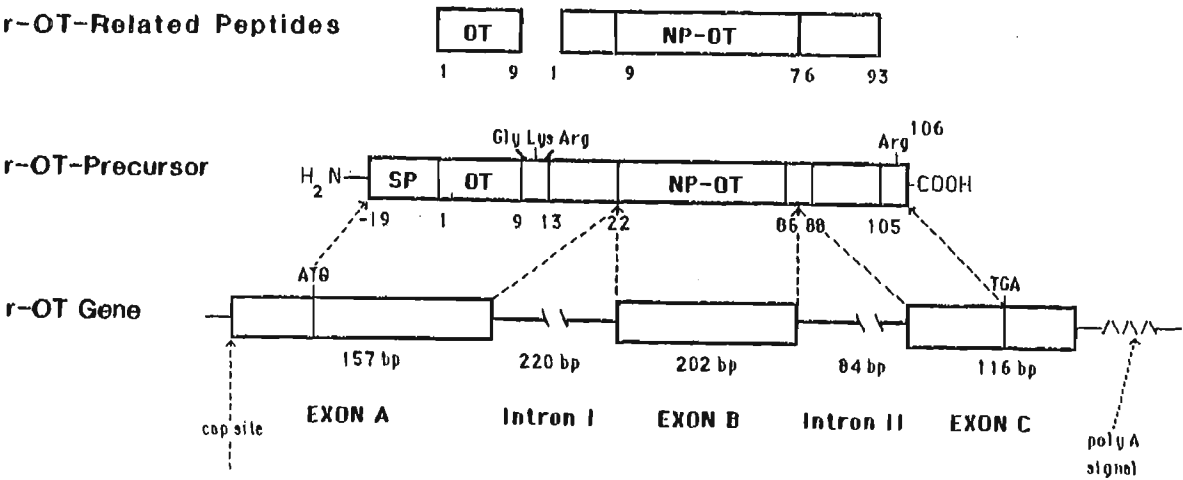 r-OT-Related Peptides
OT NP-OT
1 9 1 9 76 93
Gly Lys Arg Arg 106
r-OT-Precursor
H2N SP OT NP-OT COOH
-19 1 9 13 22 86 88 105
ATG TGA
r-OT Gene
157 bp 220 bp 202 bp 84 bp 116 bp
EXON A Intron I EXON B Intron II EXON C
cap site
poly A
signal